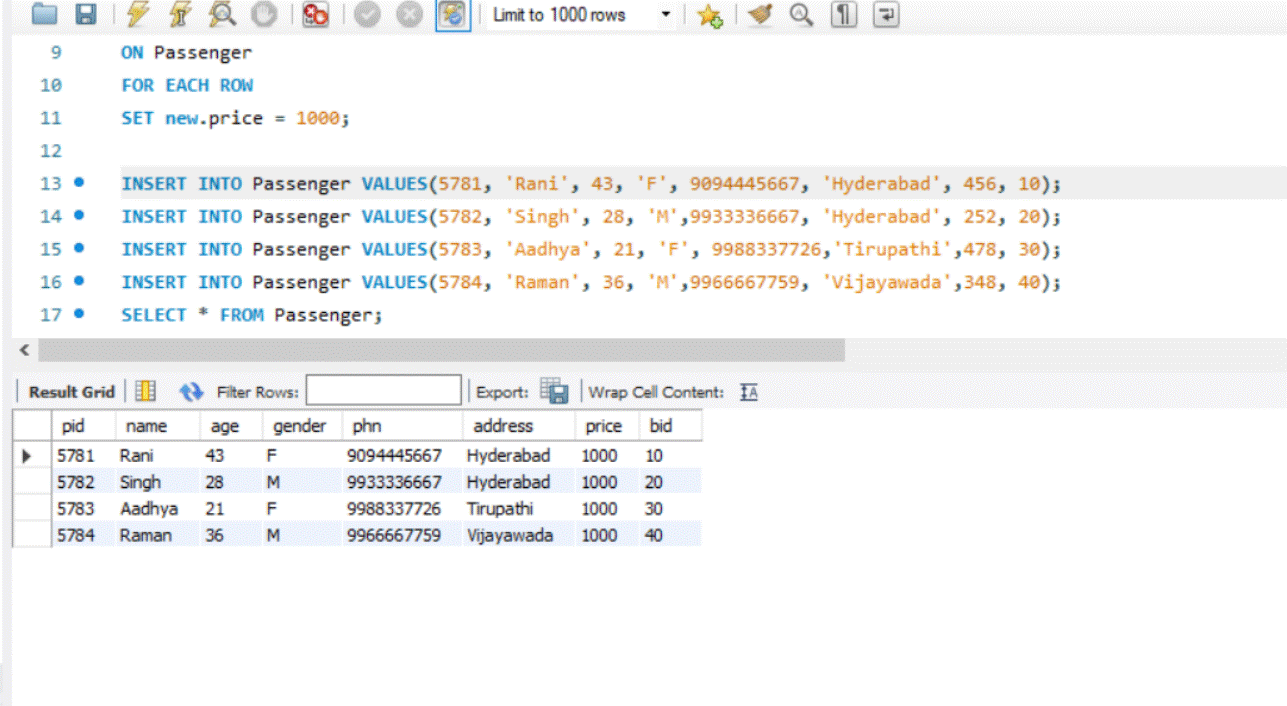 Limit to 1000 rows
9 ON Passenger
10 FOR EACH ROW
11 SET new.price = 1000;
12
13 INSERT INTO Passenger VALUES(5781, 'Rani', 43, 'F', 9094445667, 'Hyderabad', 456, 10);
14 INSERT INTO Passenger VALUES(5782, 'Singh', 28, 'M',9933336667, 'Hyderabad', 252, 20);
15 INSERT INTO Passenger VALUES(5783, 'Aadhya', 21, 'F', 9988337726,'Tirupathi',478, 30);
16 INSERT INTO Passenger VALUES(5784, 'Raman', 36, 'M',9966667759, 'Vijayawada',348, 40);
17 SELECT * FROM Passenger;
Result Grid Filter Rows: Export: Wrap Cell Content: IA
pid name age gender phn address price bid
5781 Rani 43 F 9094445667 Hyderabad 1000 10
5782 Singh 28 M 9933336667 Hyderabad 1000 20
5783 Aadhya 21 F 9988337726 Tirupathi 1000 30
5784 Raman 36 M 9966667759 Vijayawada 1000 40